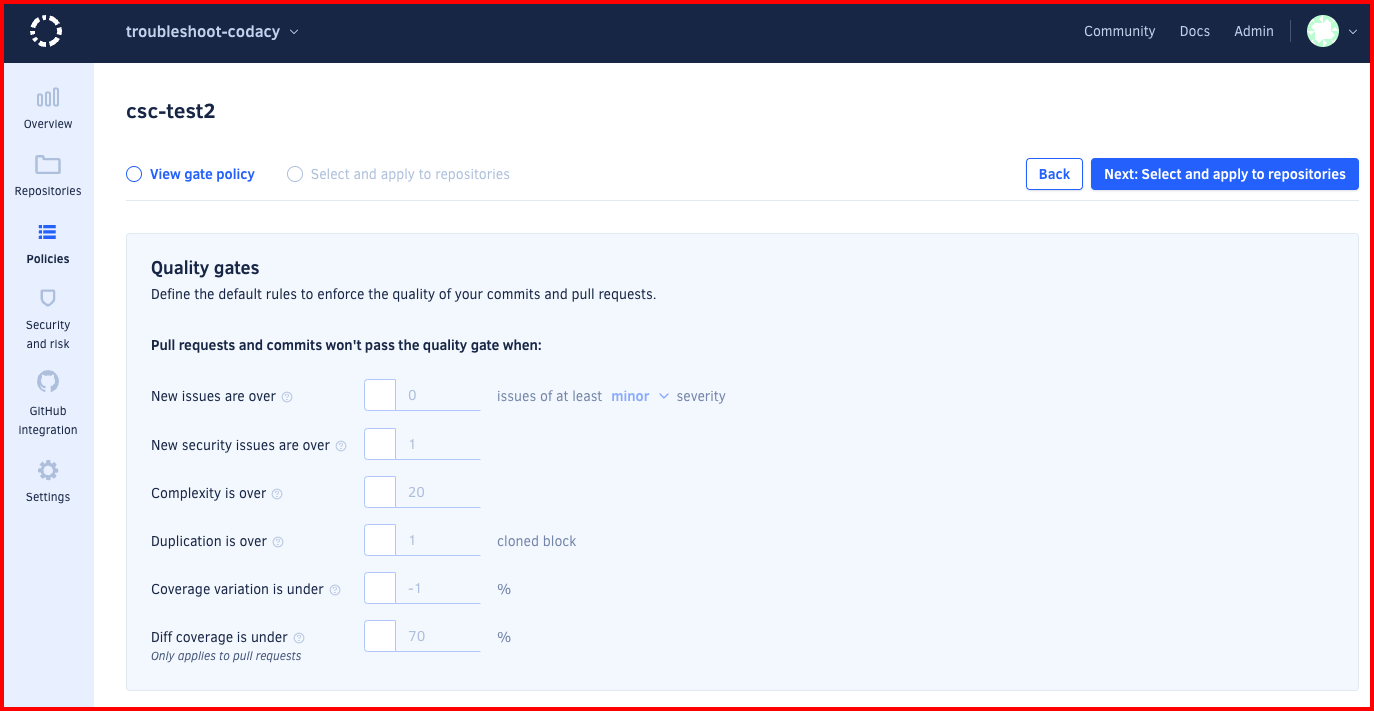 troubleshoot-codacy
Community Docs Admin
Overview
Repositories
Policies
Security
and risk
GitHub
integration
Settings
csc-test2
View gate policy Select and apply to repositories Back Next: Select and apply to repositories
Quality gates
Define the default rules to enforce the quality of your commits and pull requests.
Pull requests and commits won't pass the quality gate when:
New issues are over 0 issues of at least minor severity
New security issues are over 1
Complexity is over 20
Duplication is over 1 cloned block
Coverage variation is under -1 %
Diff coverage is under 70 %
Only applies to pull requests